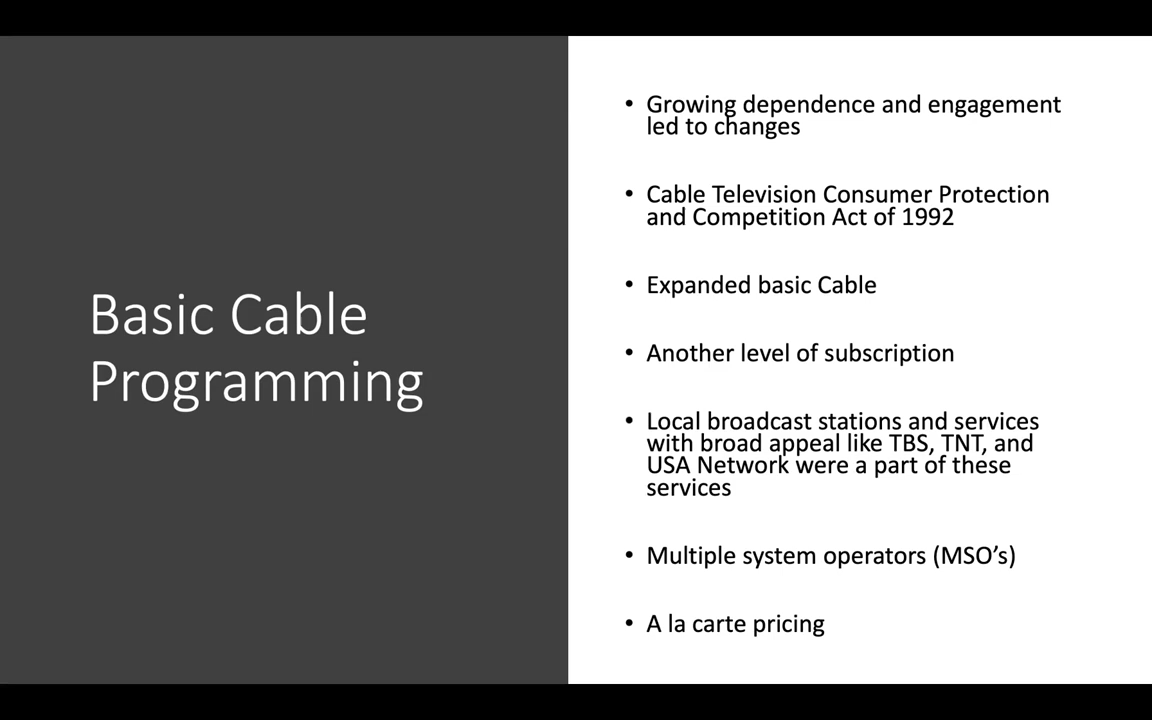 Basic Cable
Programming
• Growing dependence and engagement
led to changes
• Cable Television Consumer Protection
and Competition Act of 1992
• Expanded basic Cable
• Another level of subscription
• Local broadcast stations and services
with broad appeal like TBS, TNT, and
USA Network were a part of these
services
• Multiple system operators (MSO’s)
• A la carte pricing